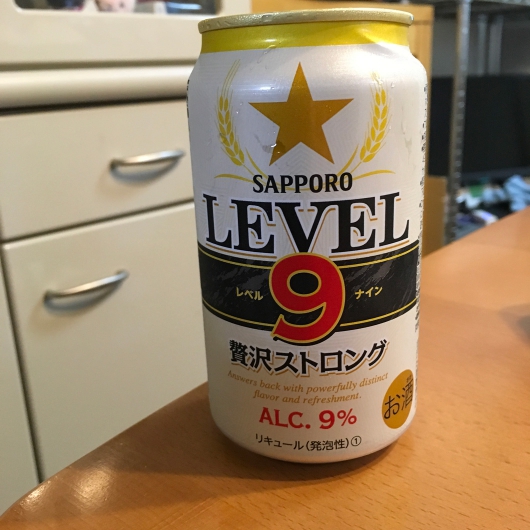 SAPPORO
LEVEL
レベル 9 ナイン
贅沢ストロング
Answers back with powerfully distinct
flavor and refreshment.
ALC. 9%
お酒
リキュール(発泡性)①